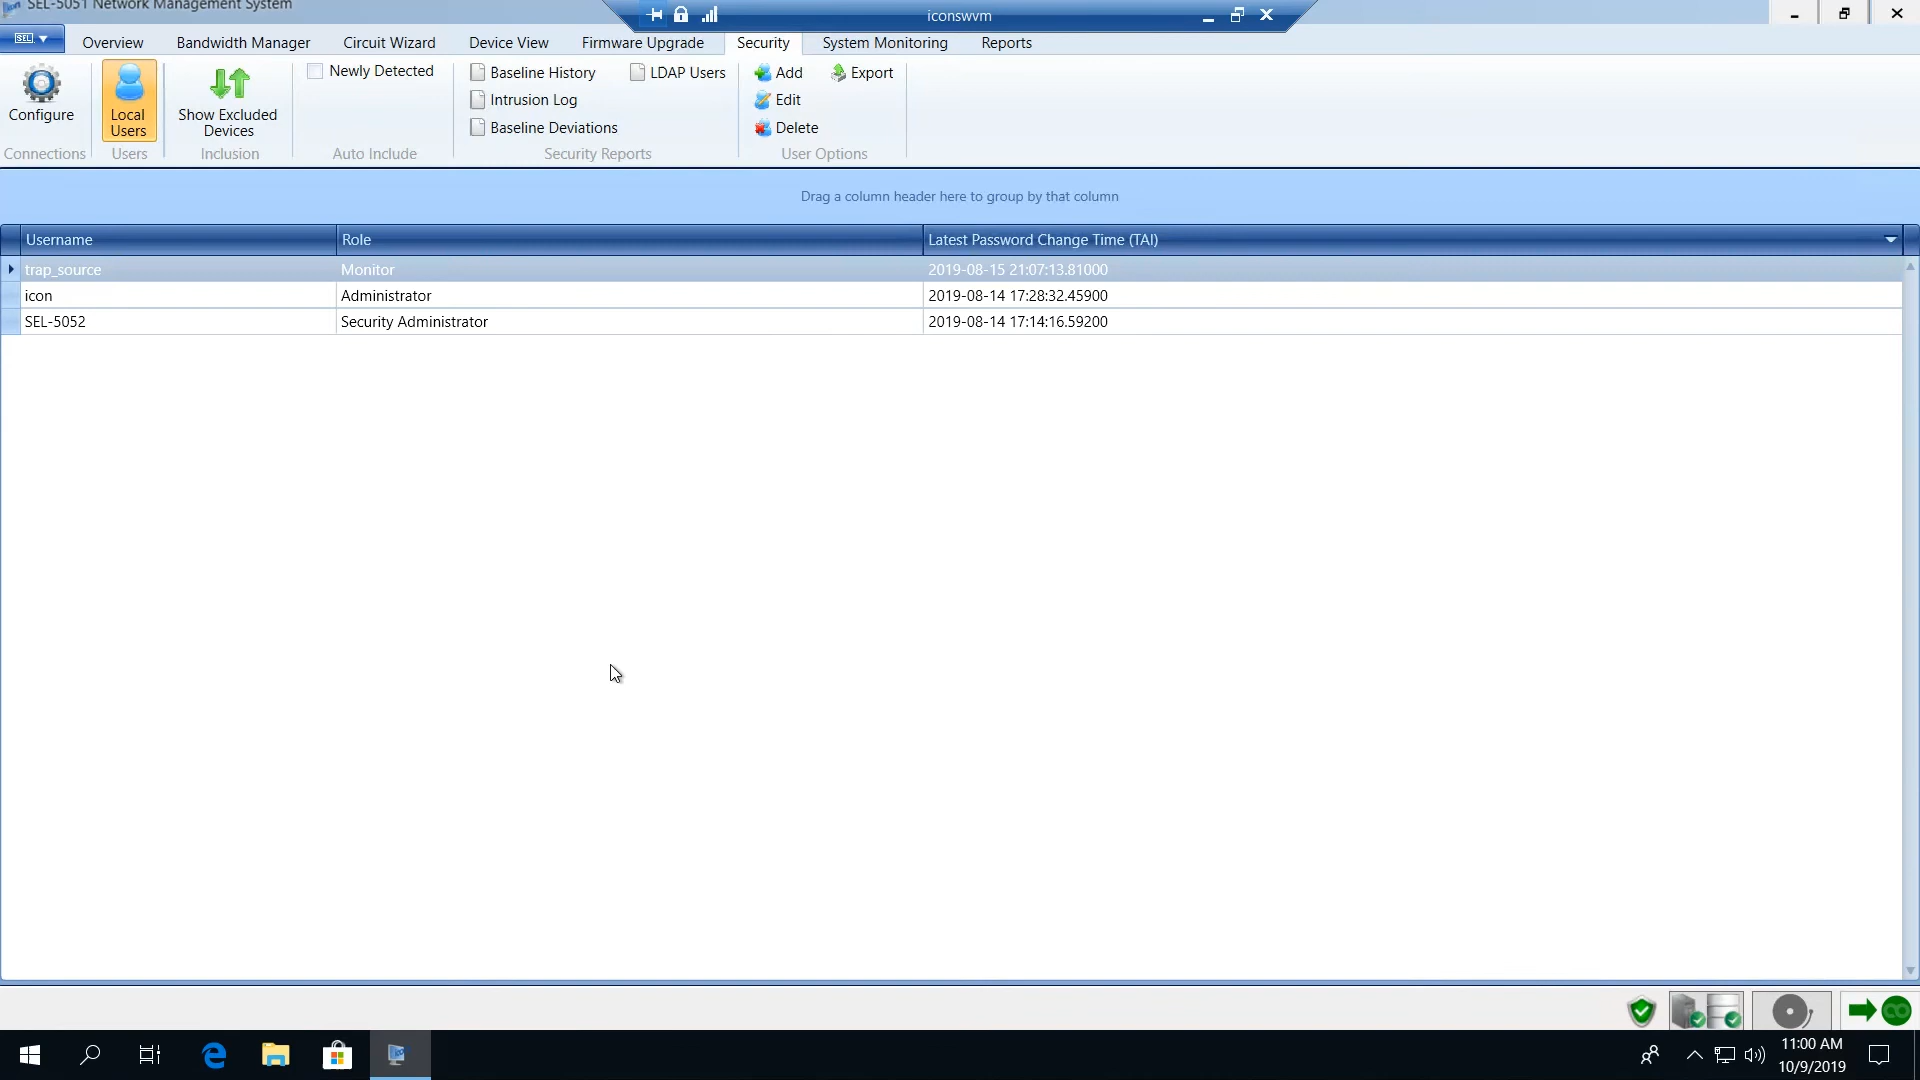 SEL-5051 Network Management System
iconswvm
SEL
Overview
Bandwidth Manager
Circuit Wizard
Device View
Firmware Upgrade
Security
System Monitoring
Reports
Configure
Connections
Local
Users
Users
Show Excluded
Devices
Inclusion
Newly Detected
Auto Include
Baseline History
LDAP Users
Intrusion Log
Baseline Deviations
Security Reports
Add
Export
Edit
Delete
User Options
Drag a column header here to group by that column
Username Role Latest Password Change Time (TAI)
trap_source Monitor 2019-08-15 21:07:13.81000
icon Administrator 2019-08-14 17:28:32.45900
SEL-5052 Security Administrator 2019-08-14 17:14:16.59200
11:00 AM
10/9/2019